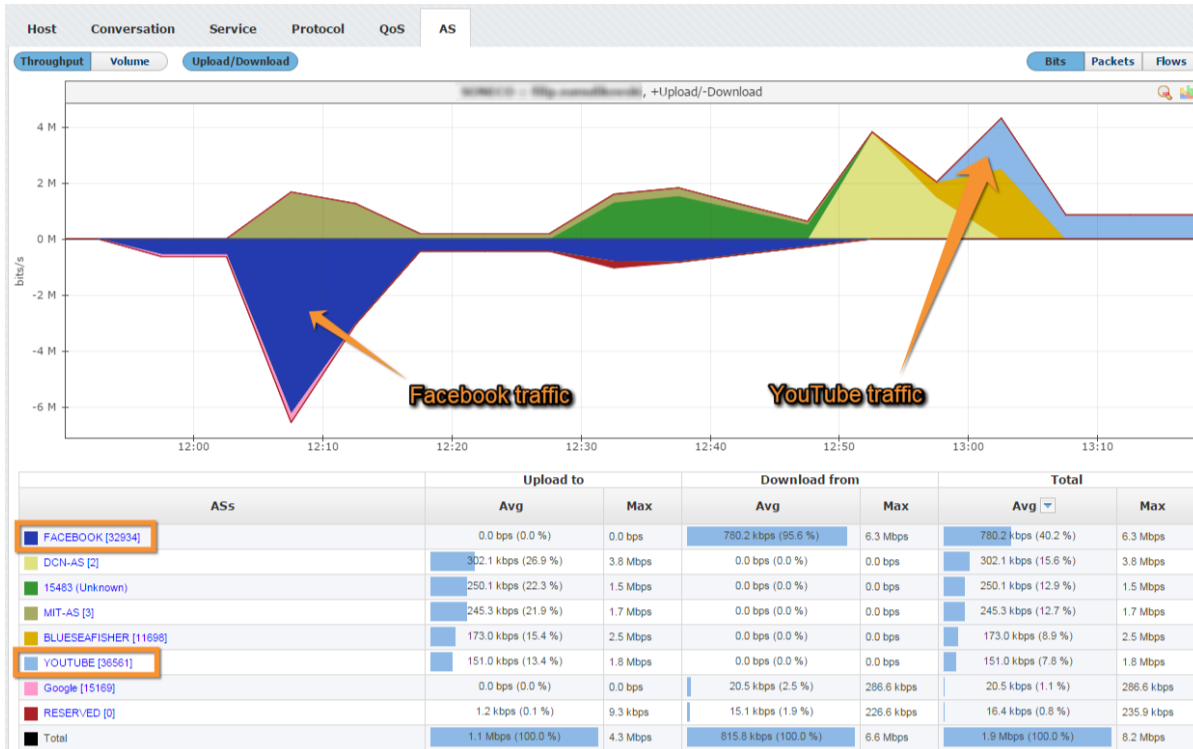 Host Conversation Service Protocol QoS AS
Throughput Volume Upload/Download Bits Packets Flows
, +Upload/-Download
4 M
2 M
0 M
-2 M
-4 M
-6 M
bits/s
Facebook traffic
YouTube traffic
12:00 12:10 12:20 12:30 12:40 12:50 13:00 13:10
Upload to Download from Total
ASs Avg Max Avg Max Avg Max
FACEBOOK [32934] 0.0 bps (0.0 %) 0.0 bps 780.2 kbps (95.6 %) 6.3 Mbps 780.2 kbps (40.2 %) 6.3 Mbps
DCN-AS [2] 302.1 kbps (26.9 %) 3.8 Mbps 0.0 bps (0.0 %) 0.0 bps 302.1 kbps (15.6 %) 3.8 Mbps
15483 (Unknown) 250.1 kbps (22.3 %) 1.5 Mbps 0.0 bps (0.0 %) 0.0 bps 250.1 kbps (12.9 %) 1.5 Mbps
MIT-AS [3] 245.3 kbps (21.9 %) 1.7 Mbps 0.0 bps (0.0 %) 0.0 bps 245.3 kbps (12.7 %) 1.7 Mbps
BLUESEAFISHER [11698] 173.0 kbps (15.4 %) 2.5 Mbps 0.0 bps (0.0 %) 0.0 bps 173.0 kbps (8.9 %) 2.5 Mbps
YOUTUBE [36561] 151.0 kbps (13.4 %) 1.8 Mbps 0.0 bps (0.0 %) 0.0 bps 151.0 kbps (7.8 %) 1.8 Mbps
Google [15169] 0.0 bps (0.0 %) 0.0 bps 20.5 kbps (2.5 %) 286.6 kbps 20.5 kbps (1.1 %) 286.6 kbps
RESERVED [0] 1.2 kbps (0.1 %) 9.3 kbps 15.1 kbps (1.9 %) 226.6 kbps 16.4 kbps (0.8 %) 235.9 kbps
Total 1.1 Mbps (100.0 %) 4.3 Mbps 815.8 kbps (100.0 %) 6.6 Mbps 1.9 Mbps (100.0 %) 8.2 Mbps